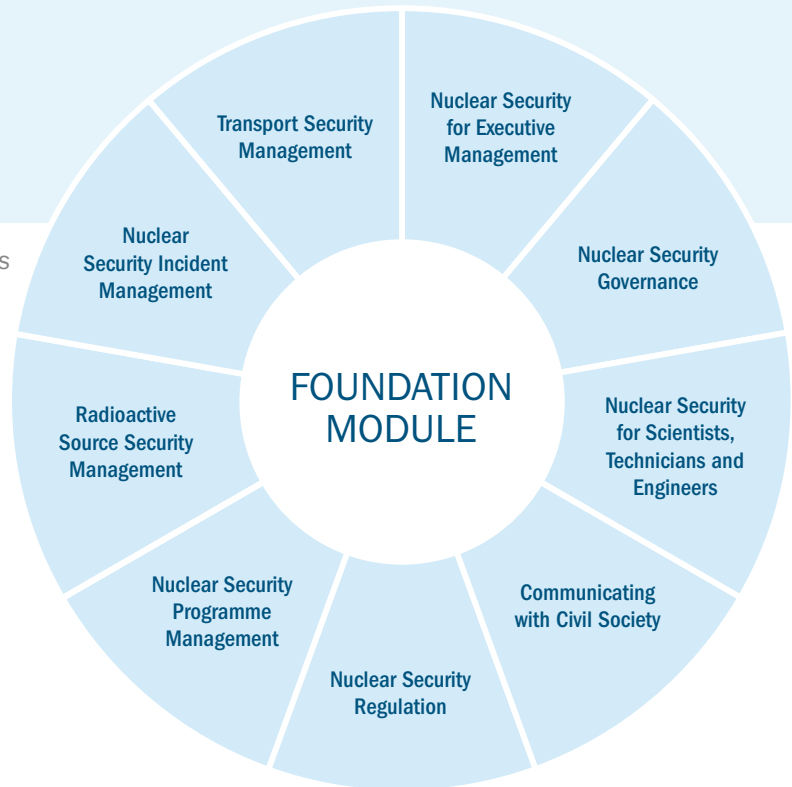 Transport Security
Management
Nuclear Security
for Executive
Management
Nuclear
Security Incident
Management
Nuclear Security
Governance
s
FOUNDATION
MODULE
Radioactive
Source Security
Management
Nuclear Security
for Scientists,
Technicians and
Engineers
Nuclear Security
Programme
Management
Communicating
with Civil Society
Nuclear Security
Regulation